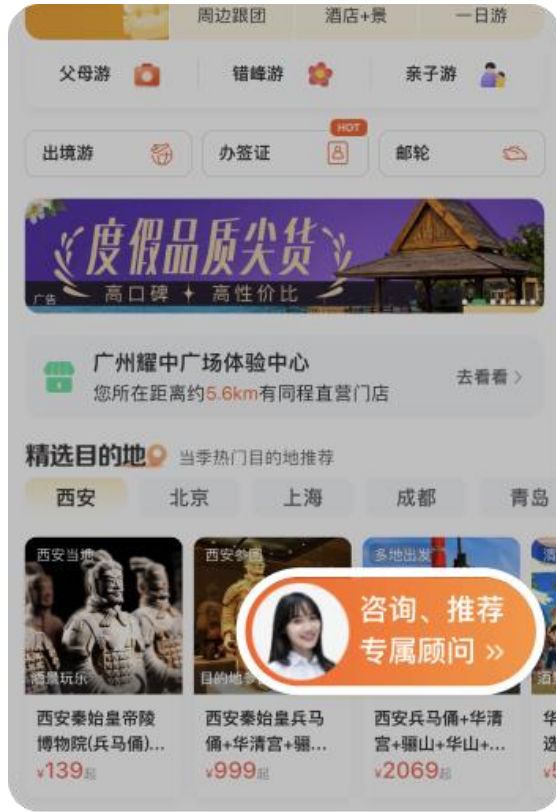 周边跟团
酒店+景
一日游
父母游
错峰游
亲子游
HOT
出境游
办签证
邮轮
度假品质尖货
广告
高口碑 + 高性价比
广州耀中广场体验中心
您所在距离约5.6km有同程直营门店
去看看 >
精选目的地
当季热门目的地推荐
西安
北京
上海
成都
青岛
西安当地
西安参团
多地出发
酒景玩乐
目的地参
咨询、推荐
专属顾问 »
西安秦始皇帝陵
博物院(兵马俑)...
¥139起
西安秦始皇兵马
俑+华清宫+骊...
¥999起
西安兵马俑+华清
宫+骊山+华山+...
¥2069起